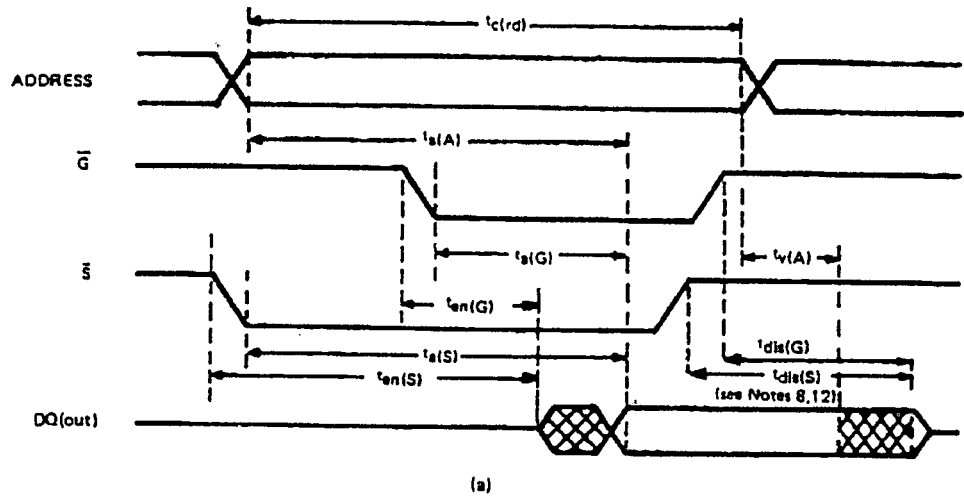 tc(rd)
ADDRESS
ta(A)
G
ta(G)
S
tv(A)
ten(G)
tdis(G)
ta(S)
tdis(S)
ten(S)
(see Notes 8,12)
DQ(out)
(a)